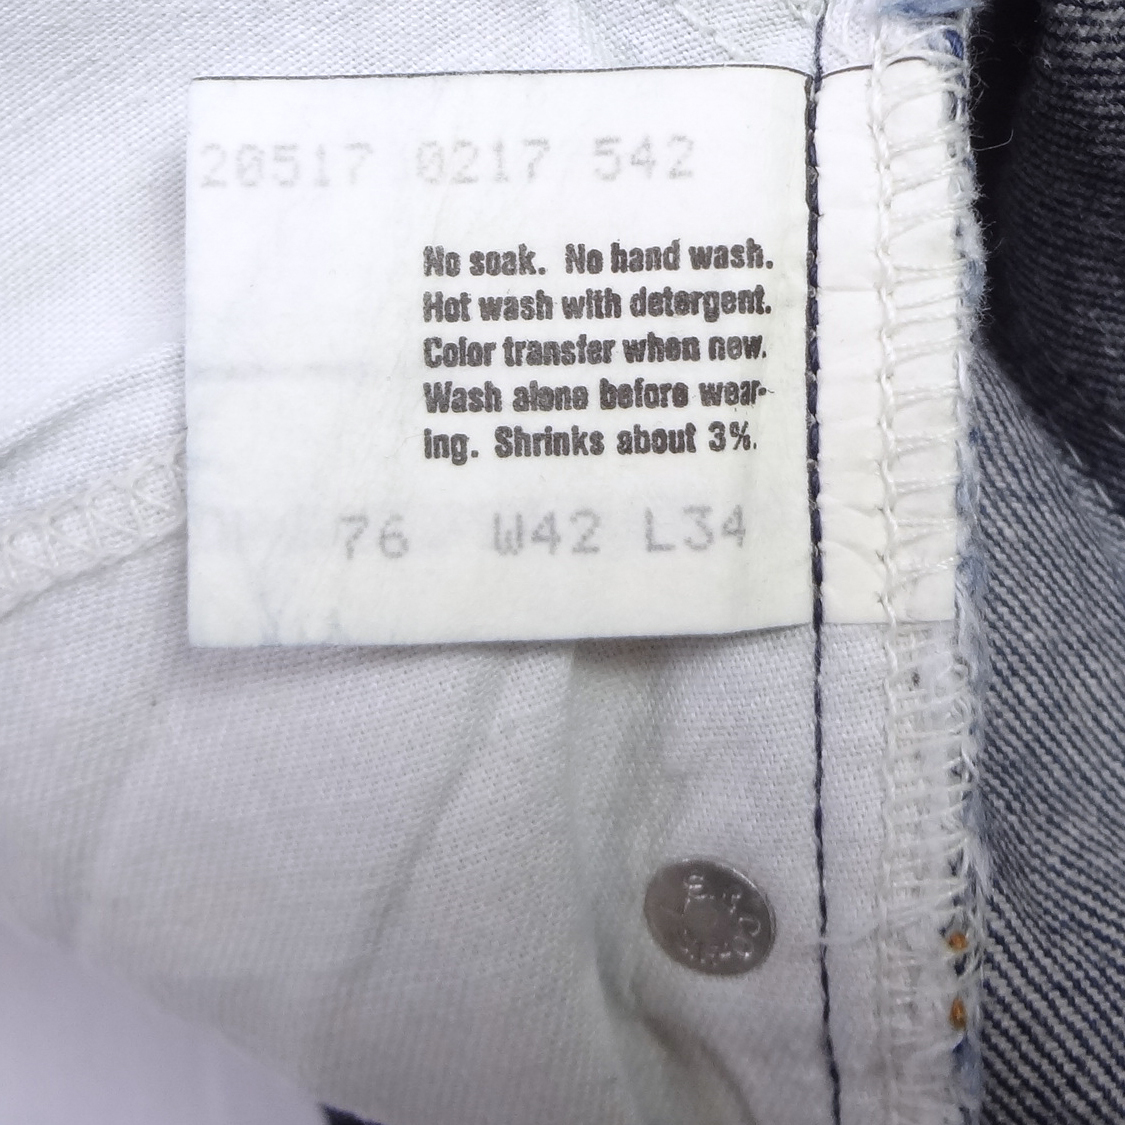 20517 0217 542
No soak. No hand wash.
Hot wash with detergent.
Color transfer when new.
Wash alone before wear-
ing. Shrinks about 3%.
76 W42 L34